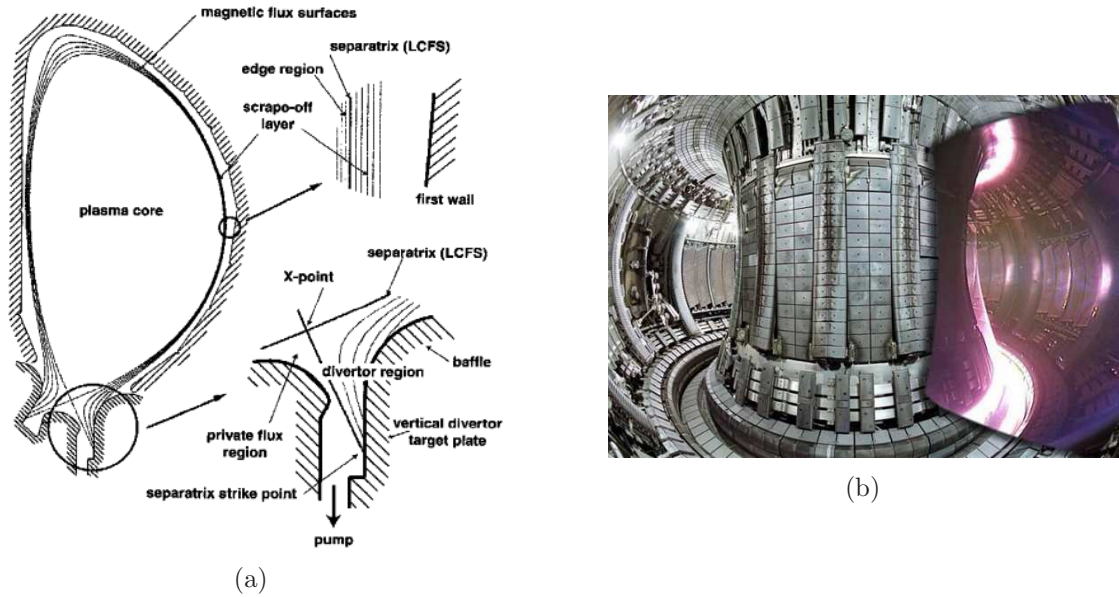 magnetic flux surfaces
separatrix (LCFS)
edge region
scrapo-off
layer
plasma core
first wall
separatrix (LCFS)
X-point
baffle
divertor region
vertical divertor
target plate
private flux
region
separatrix strike point
pump
(a)
(b)